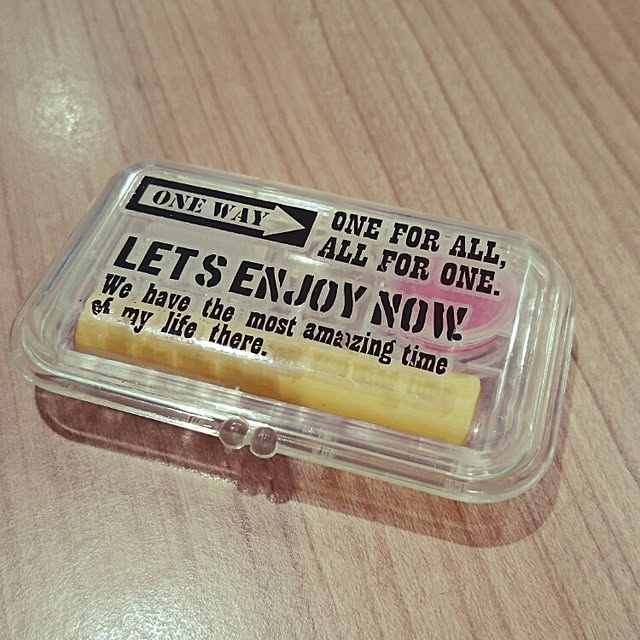 ONE WAY
ONE FOR ALL,
ALL FOR ONE.
LETS ENJOY NOW.
We have the most amazing time
of my life there.